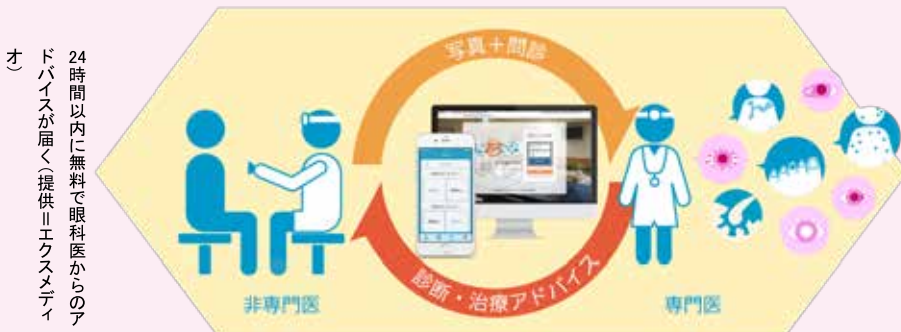 24時間以内に無料で眼科医からのア
ドバイスが届く（提供＝エクスメディ
オ）
写真＋問診
診断・治療アドバイス
非専門医
専門医